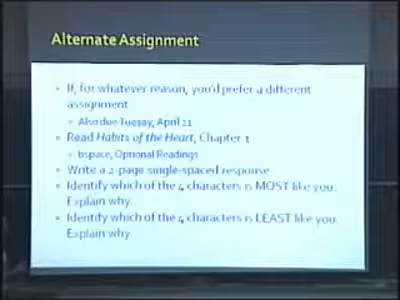 Alternate Assignment
If, for whatever reason, you'd prefer a different
assignment
Also due Tuesay, April 21
Read Habits of the Heart, Chapter 1
bspace, Optional Readings
Write a 2-page single-spaced response
Identify which of the 4 characters is MOST like you.
Explain why.
Identify which of the 4 characters is LEAST like you.
Explain why.